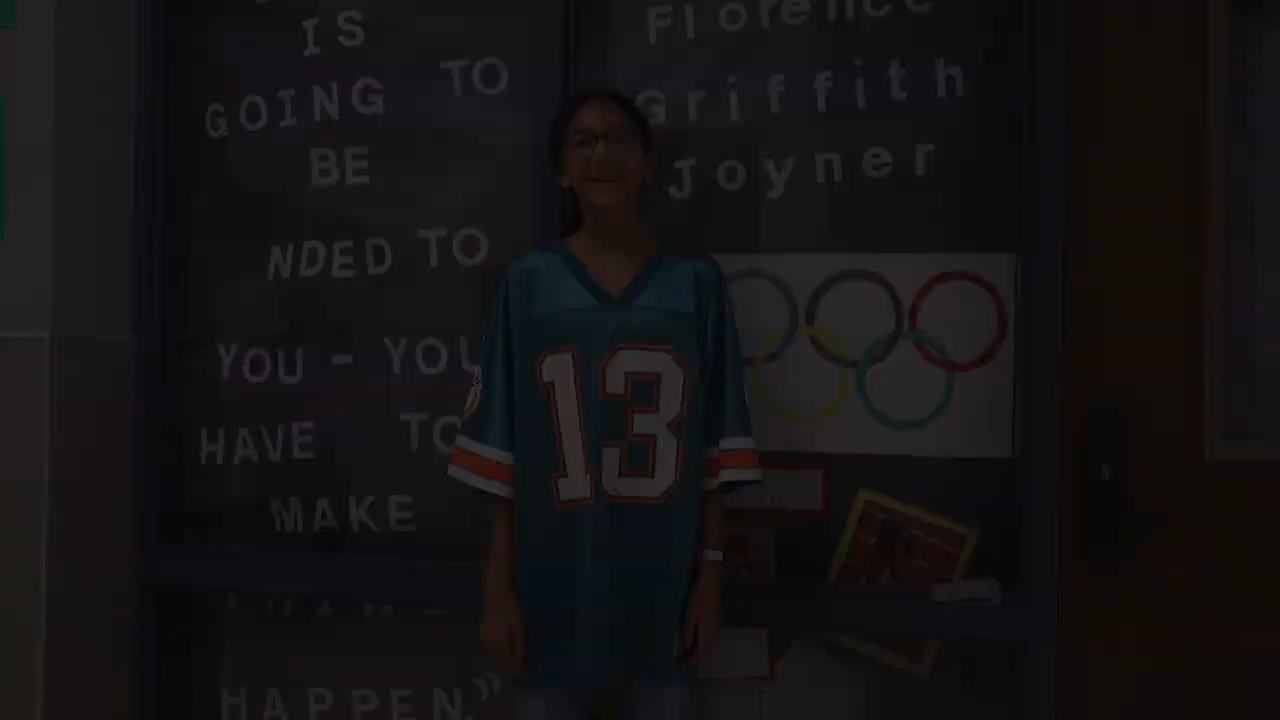 IS
GOING TO
BE
NDED TO
YOU - YOU
HAVE TO
MAKE
HAPPEN."
Florence
Griffith
Joyner
13